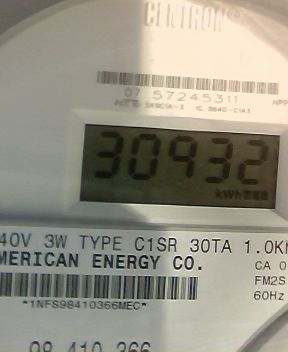 CENTRON®
07 57245311
30932
kWh
40V 3W TYPE C1SR 30TA 1.0K
MERICAN ENERGY CO.
CA 0
FM2S
60Hz
*1NFS98410366MEC*
98 410 366